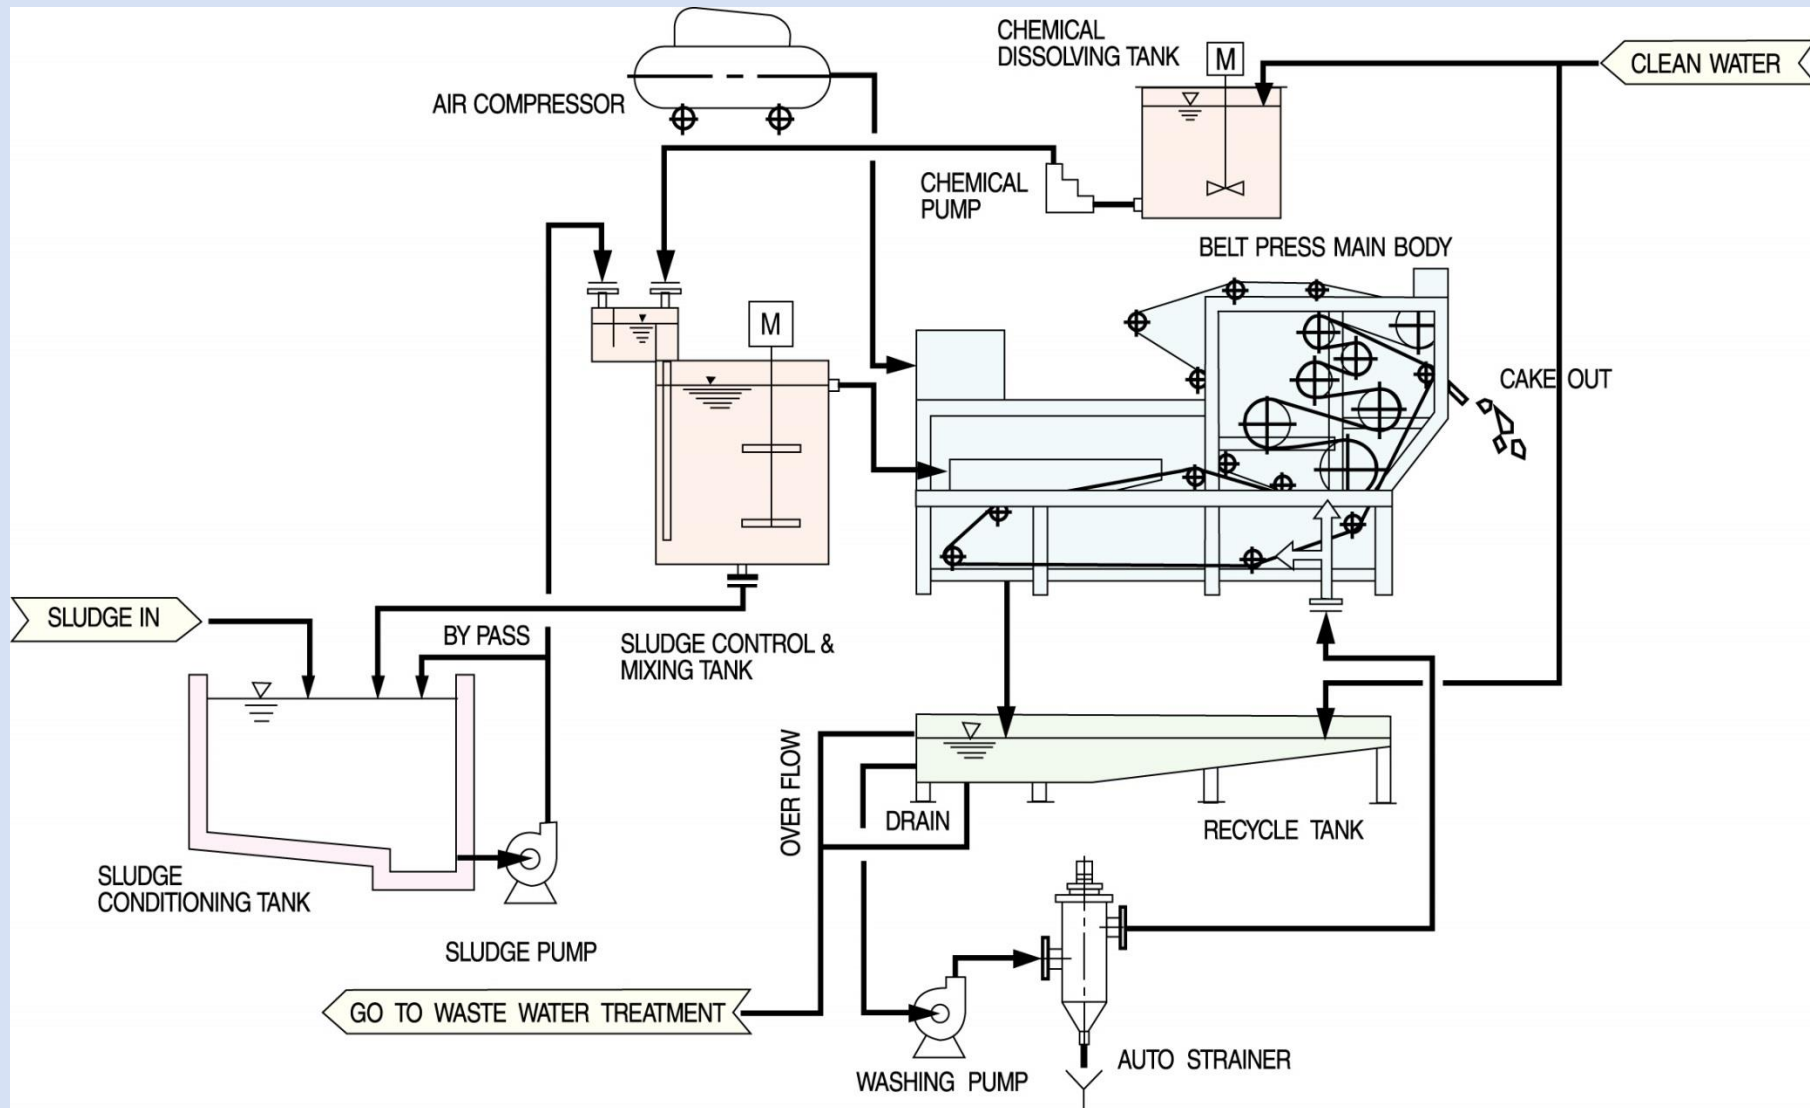 CHEMICAL
DISSOLVING TANK
M
CLEAN WATER
AIR COMPRESSOR
CHEMICAL
PUMP
BELT PRESS MAIN BODY
M
CAKE OUT
SLUDGE IN
BY PASS
SLUDGE CONTROL &
MIXING TANK
OVER FLOW
DRAIN
RECYCLE TANK
SLUDGE
CONDITIONING TANK
SLUDGE PUMP
GO TO WASTE WATER TREATMENT
WASHING PUMP
AUTO STRAINER